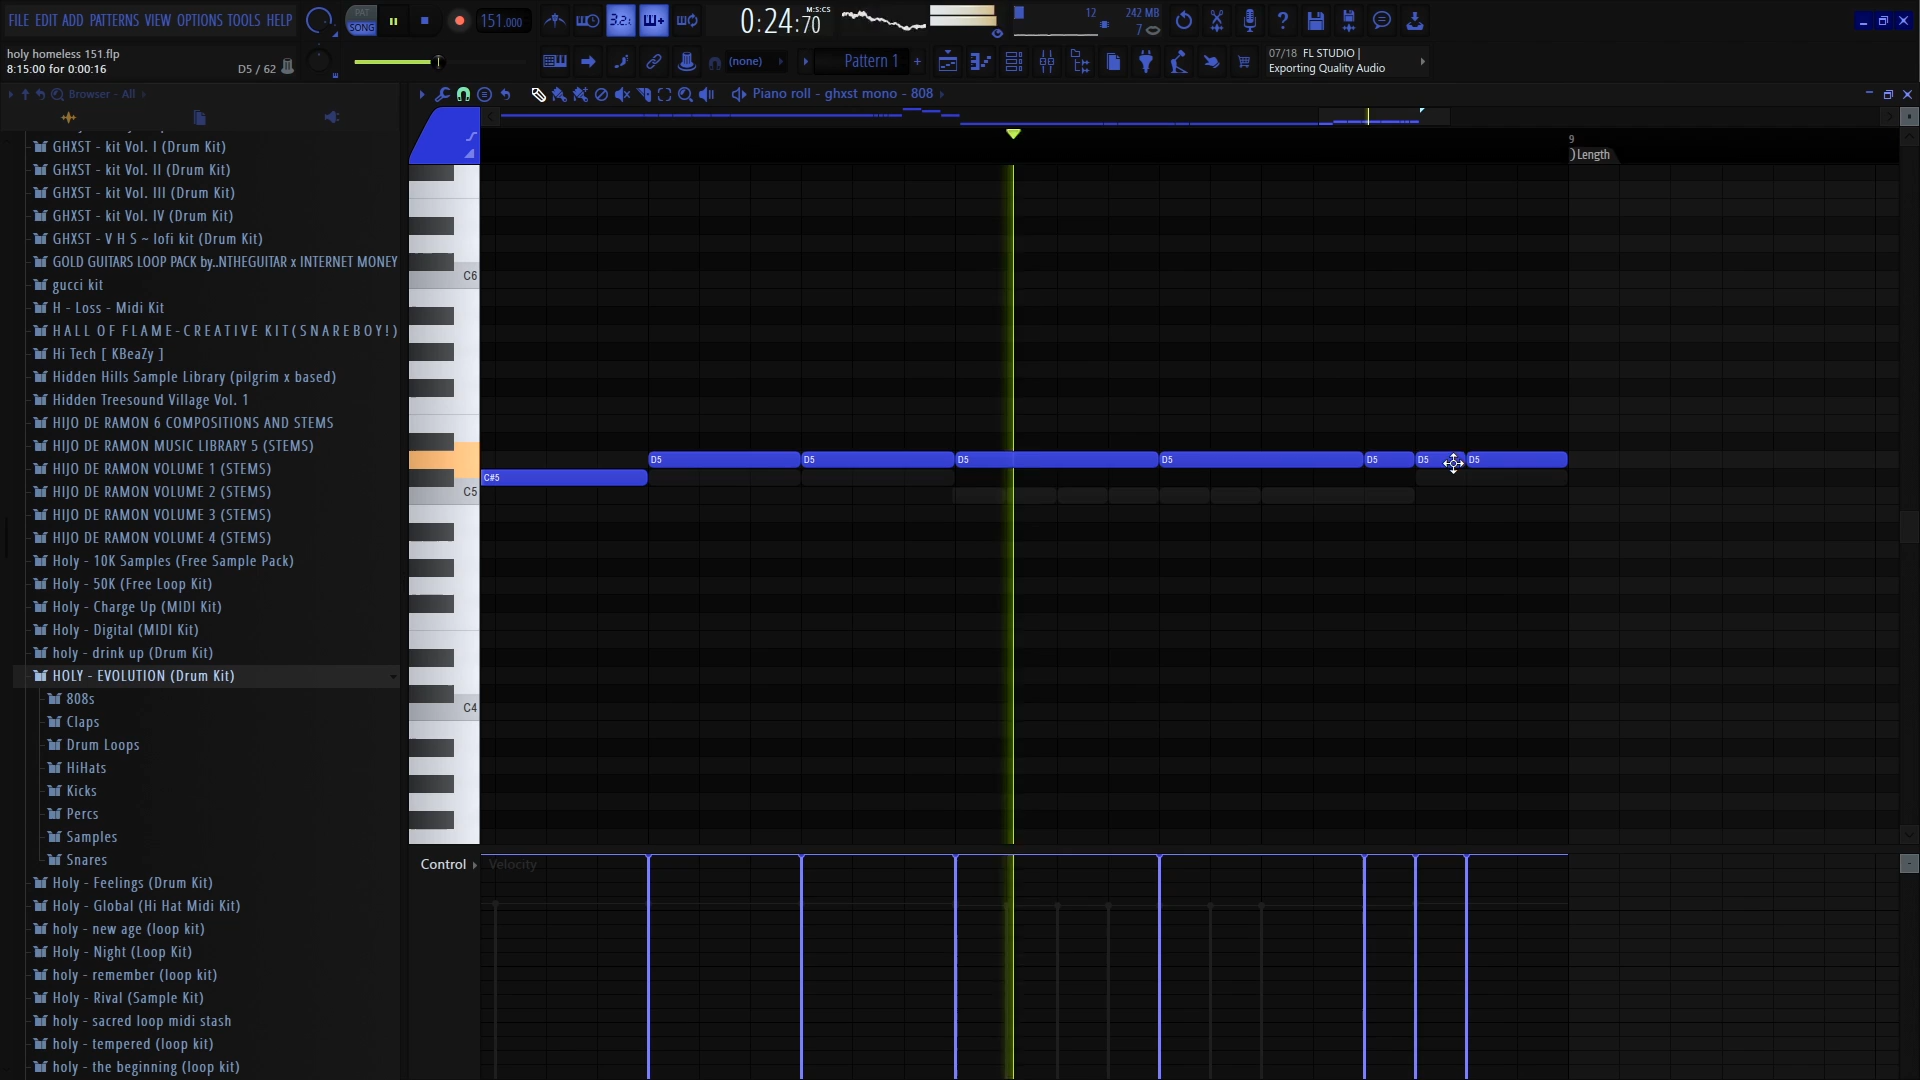 FILE EDIT ADD PATTERNS VIEW OPTIONS TOOLS HELP
PAT
SONG
151.000
3.2.
0:24:70
M:S:CS
12
242 MB
7
holy homeless 151.flp
8:15:00 for 0:00:16
D5 / 62
(none)
Pattern 1
+
07/18 FL STUDIO |
Exporting Quality Audio
Browser - All
Piano roll - ghxst mono - 808
GHXST - kit Vol. I (Drum Kit)
GHXST - kit Vol. II (Drum Kit)
GHXST - kit Vol. III (Drum Kit)
GHXST - kit Vol. IV (Drum Kit)
GHXST - V H S ~ lofi kit (Drum Kit)
GOLD GUITARS LOOP PACK by..NTHEGUITAR x INTERNET MONEY
gucci kit
H - Loss - Midi Kit
H A L L O F F L A M E - C R E A T I V E K I T ( S N A R E B O Y ! )
Hi Tech [ KBeaZy ]
Hidden Hills Sample Library (pilgrim x based)
Hidden Treesound Village Vol. 1
HIJO DE RAMON 6 COMPOSITIONS AND STEMS
HIJO DE RAMON MUSIC LIBRARY 5 (STEMS)
HIJO DE RAMON VOLUME 1 (STEMS)
HIJO DE RAMON VOLUME 2 (STEMS)
HIJO DE RAMON VOLUME 3 (STEMS)
HIJO DE RAMON VOLUME 4 (STEMS)
Holy - 10K Samples (Free Sample Pack)
Holy - 50K (Free Loop Kit)
Holy - Charge Up (MIDI Kit)
Holy - Digital (MIDI Kit)
holy - drink up (Drum Kit)
HOLY - EVOLUTION (Drum Kit)
808s
Claps
Drum Loops
HiHats
Kicks
Percs
Samples
Snares
Holy - Feelings (Drum Kit)
Holy - Global (Hi Hat Midi Kit)
holy - new age (loop kit)
Holy - Night (Loop Kit)
holy - remember (loop kit)
Holy - Rival (Sample Kit)
holy - sacred loop midi stash
holy - tempered (loop kit)
holy - the beginning (loop kit)
9
Length
C6
D5 D5 D5 D5 D5 D5 D5
C#5
C5
C4
Control Velocity